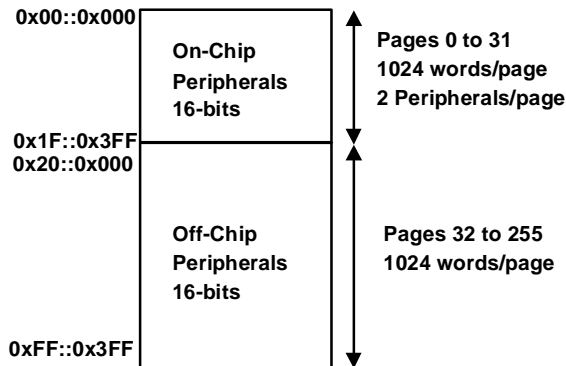 0x00::0x000
On-Chip
Peripherals
16-bits
Pages 0 to 31
1024 words/page
2 Peripherals/page
0x1F::0x3FF
0x20::0x000
Off-Chip
Peripherals
16-bits
Pages 32 to 255
1024 words/page
0xFF::0x3FF